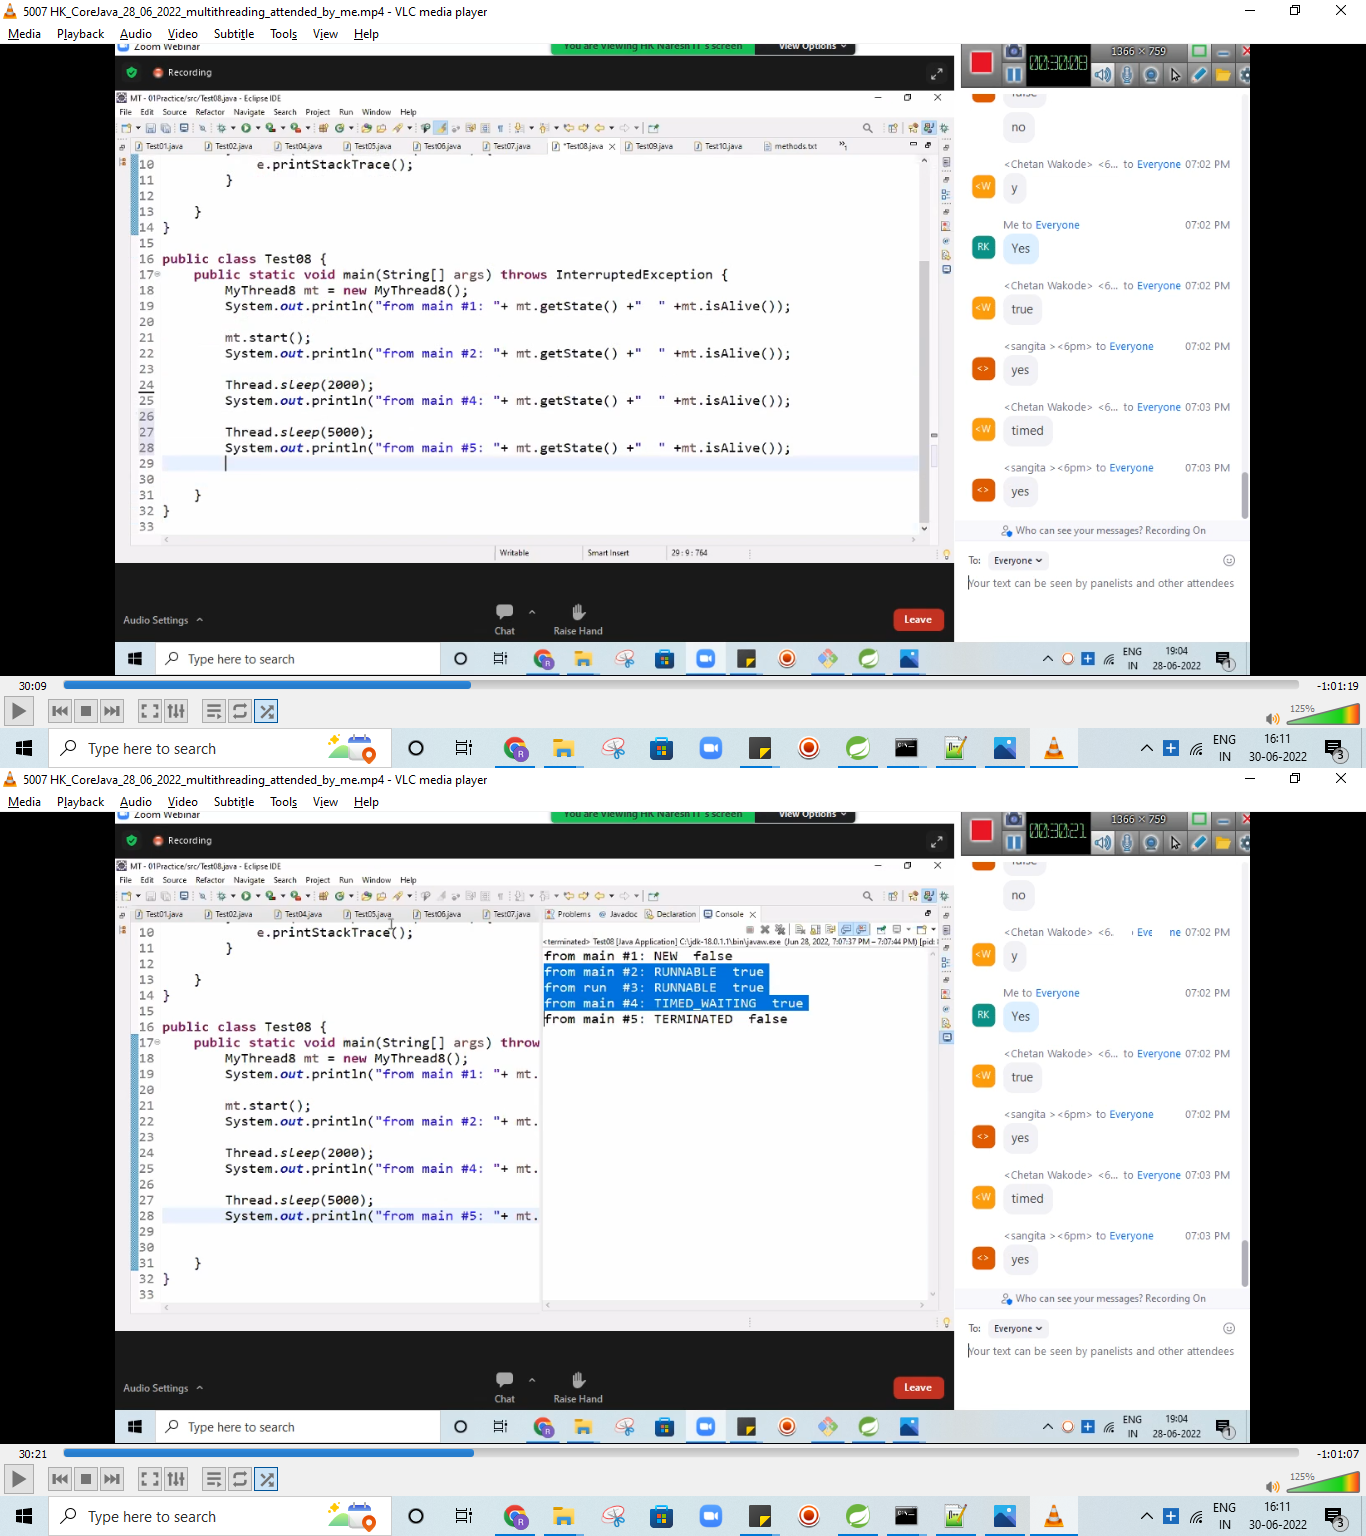 5007 HK_CoreJava_28_06_2022_multithreading_attended_by_me.mp4 - VLC media player
Media Playback Audio Video Subtitle Tools View Help
Zoom Webinar
You are viewing HK Naresh IT's screen View Options
Recording
MT - 01Practice/src/Test08.java - Eclipse IDE
File Edit Source Refactor Navigate Search Project Run Window Help
Test01.java Test02.java Test04.java Test05.java Test06.java Test07.java *Test08.java Test09.java Test10.java methods.txt
10 e.printStackTrace();
11 }
12
13 }
14 }
15
16 public class Test08 {
17 public static void main(String[] args) throws InterruptedException {
18 MyThread8 mt = new MyThread8();
19 System.out.println("from main #1: "+ mt.getState() +"  " +mt.isAlive());
20
21 mt.start();
22 System.out.println("from main #2: "+ mt.getState() +"  " +mt.isAlive());
23
24 Thread.sleep(2000);
25 System.out.println("from main #4: "+ mt.getState() +"  " +mt.isAlive());
26
27 Thread.sleep(5000);
28 System.out.println("from main #5: "+ mt.getState() +"  " +mt.isAlive());
29
30
31 }
32 }
33
Writable Smart Insert 29 : 9 : 764
Audio Settings
Chat
Raise Hand
Leave
1366 × 759
00:30:08
false
no
<Chetan Wakode> <6... to Everyone 07:02 PM
<W y
Me to Everyone 07:02 PM
RK Yes
<Chetan Wakode> <6... to Everyone 07:02 PM
<W true
<sangita ><6pm> to Everyone 07:02 PM
<> yes
<Chetan Wakode> <6... to Everyone 07:03 PM
<W timed
<sangita ><6pm> to Everyone 07:03 PM
<> yes
Who can see your messages? Recording On
To: Everyone
Your text can be seen by panelists and other attendees
Type here to search
ENG
IN
19:04
28-06-2022
1
30:09 -1:01:19
125%
Type here to search
ENG
IN
16:11
30-06-2022
3
5007 HK_CoreJava_28_06_2022_multithreading_attended_by_me.mp4 - VLC media player
Media Playback Audio Video Subtitle Tools View Help
Zoom Webinar
You are viewing HK Naresh IT's screen View Options
Recording
MT - 01Practice/src/Test08.java - Eclipse IDE
File Edit Source Refactor Navigate Search Project Run Window Help
Test01.java Test02.java Test04.java Test05.java Test06.java Test07.java
10 e.printStackTrace();
11 }
12
13 }
14 }
15
16 public class Test08 {
17 public static void main(String[] args) throw
18 MyThread8 mt = new MyThread8();
19 System.out.println("from main #1: "+ mt.
20
21 mt.start();
22 System.out.println("from main #2: "+ mt.
23
24 Thread.sleep(2000);
25 System.out.println("from main #4: "+ mt.
26
27 Thread.sleep(5000);
28 System.out.println("from main #5: "+ mt.
29
30
31 }
32 }
33
Problems Javadoc Declaration Console
<terminated> Test08 [Java Application] C:\jdk-18.0.1.1\bin\javaw.exe (Jun 28, 2022, 7:07:37 PM – 7:07:44 PM) [pid:
from main #1: NEW  false
from main #2: RUNNABLE  true
from run  #3: RUNNABLE  true
from main #4: TIMED_WAITING  true
from main #5: TERMINATED  false
Audio Settings
Chat
Raise Hand
Leave
1366 × 759
00:30:21
false
no
<Chetan Wakode> <6. Eve ne 07:02 PM
<W y
Me to Everyone 07:02 PM
RK Yes
<Chetan Wakode> <6... to Everyone 07:02 PM
<W true
<sangita ><6pm> to Everyone 07:02 PM
<> yes
<Chetan Wakode> <6... to Everyone 07:03 PM
<W timed
<sangita ><6pm> to Everyone 07:03 PM
<> yes
Who can see your messages? Recording On
To: Everyone
Your text can be seen by panelists and other attendees
Type here to search
ENG
IN
19:04
28-06-2022
1
30:21 -1:01:07
125%
Type here to search
ENG
IN
16:11
30-06-2022
3